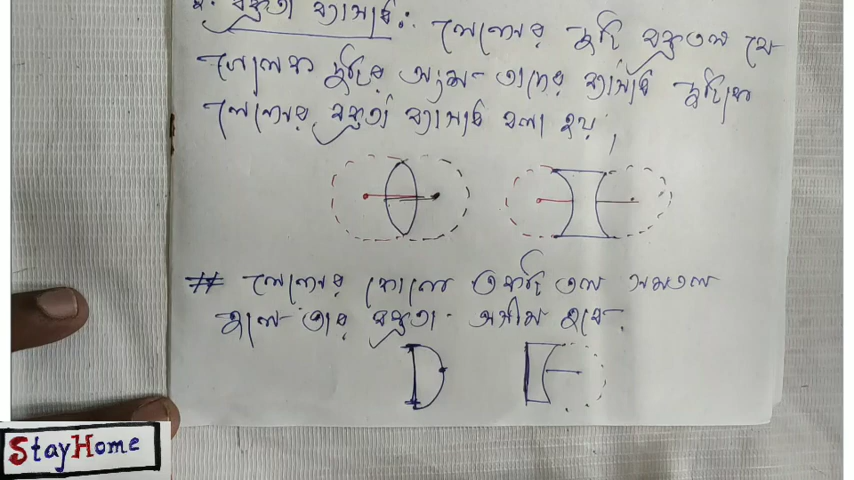 ২. বক্রতা ব্যাসার্ধ:
লেন্সের দুটি বক্রতল যে
গোলক দুটির অংশ তাদের ব্যাসার্ধ দুটিকে
লেন্সের বক্রতা ব্যাসার্ধ বলা হয়।
# লেন্সের কোনো একটি তল সমতল
হলে তার বক্রতা অসীম হবে.
StayHome